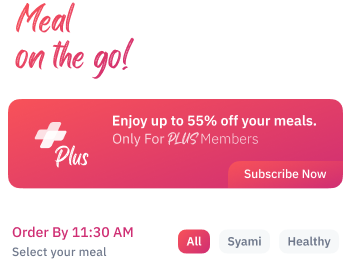 Meal
on the go!
Plus
Enjoy up to 55% off your meals.
Only For PLUS Members
Subscribe Now
Order By 11:30 AM
Select your meal
All
Syami
Healthy